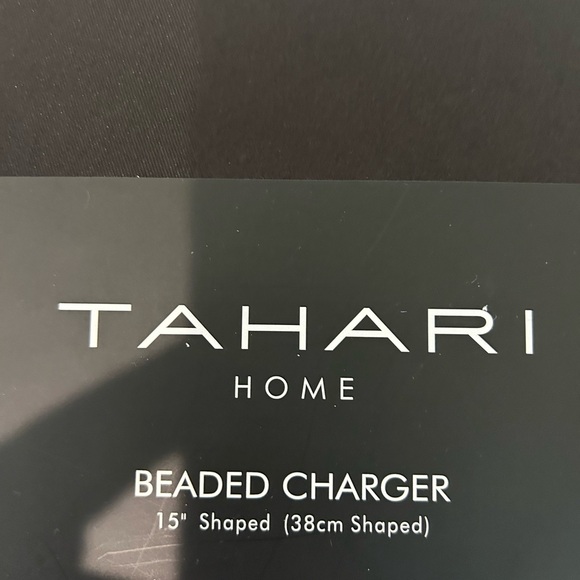 TAHARI
HOME
BEADED CHARGER
15" Shaped (38cm Shaped)